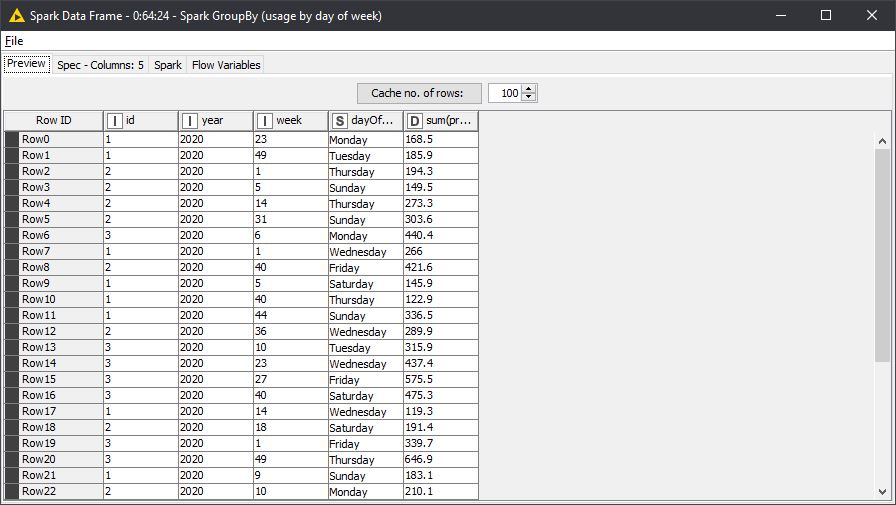 Spark Data Frame - 0:64:24 - Spark GroupBy (usage by day of week)
File
Preview Spec - Columns: 5 Spark Flow Variables
Cache no. of rows: 100
Row ID I id I year I week S dayOf... D sum(pr...
Row0 1 2020 23 Monday 168.5
Row1 1 2020 49 Tuesday 185.9
Row2 2 2020 1 Thursday 194.3
Row3 2 2020 5 Sunday 149.5
Row4 2 2020 14 Thursday 273.3
Row5 2 2020 31 Sunday 303.6
Row6 3 2020 6 Monday 440.4
Row7 1 2020 1 Wednesday 266
Row8 2 2020 40 Friday 421.6
Row9 1 2020 5 Saturday 145.9
Row10 1 2020 40 Thursday 122.9
Row11 1 2020 44 Sunday 336.5
Row12 2 2020 36 Wednesday 289.9
Row13 3 2020 10 Tuesday 315.9
Row14 3 2020 23 Wednesday 437.4
Row15 3 2020 27 Friday 575.5
Row16 3 2020 40 Saturday 475.3
Row17 1 2020 14 Wednesday 119.3
Row18 2 2020 18 Saturday 191.4
Row19 3 2020 1 Friday 339.7
Row20 3 2020 49 Thursday 646.9
Row21 1 2020 9 Sunday 183.1
Row22 2 2020 10 Monday 210.1